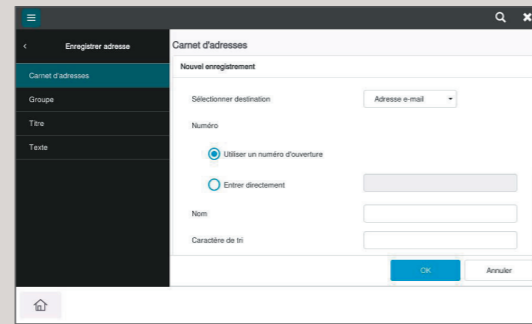 Enregistrer adresse
Carnet d'adresses
Groupe
Titre
Texte
Carnet d'adresses
Nouvel enregistrement
Sélectionner destination
Adresse e-mail
Numéro
Utiliser un numéro d'ouverture
Entrer directement
Nom
Caractère de tri
OK
Annuler